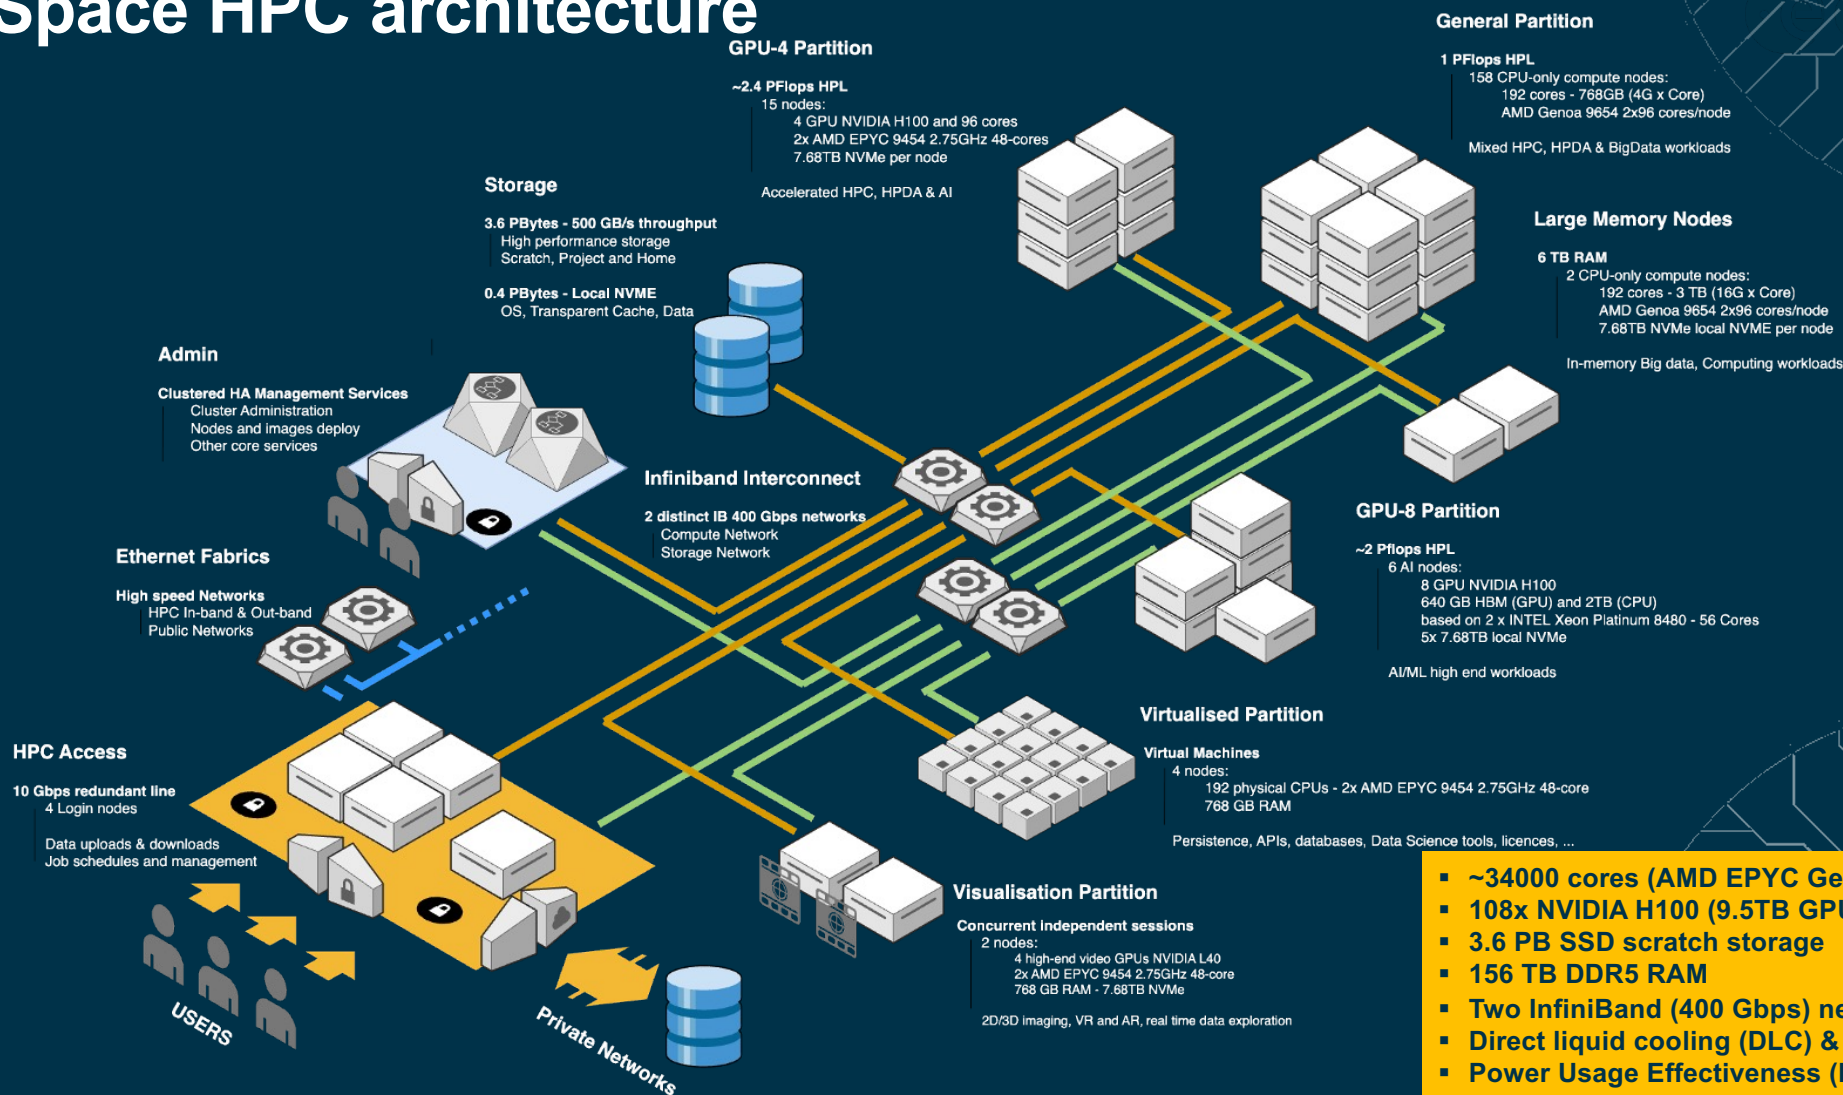 Space HPC architecture
GPU-4 Partition
~2.4 PFlops HPL
15 nodes:
4 GPU NVIDIA H100 and 96 cores
2x AMD EPYC 9454 2.75GHz 48-cores
7.68TB NVMe per node
Accelerated HPC, HPDA & AI
General Partition
1 PFlops HPL
158 CPU-only compute nodes:
192 cores - 768GB (4G x Core)
AMD Genoa 9654 2x96 cores/node
Mixed HPC, HPDA & BigData workloads
Storage
3.6 PBytes - 500 GB/s throughput
High performance storage
Scratch, Project and Home
0.4 PBytes - Local NVME
OS, Transparent Cache, Data
Large Memory Nodes
6 TB RAM
2 CPU-only compute nodes:
192 cores - 3 TB (16G x Core)
AMD Genoa 9654 2x96 cores/node
7.68TB NVMe local NVME per node
In-memory Big data, Computing workloads
Admin
Clustered HA Management Services
Cluster Administration
Nodes and images deploy
Other core services
Infiniband Interconnect
2 distinct IB 400 Gbps networks
Compute Network
Storage Network
GPU-8 Partition
~2 Pflops HPL
6 AI nodes:
8 GPU NVIDIA H100
640 GB HBM (GPU) and 2TB (CPU)
based on 2 x INTEL Xeon Platinum 8480 - 56 Cores
5x 7.68TB local NVMe
AI/ML high end workloads
Ethernet Fabrics
High speed Networks
HPC In-band & Out-band
Public Networks
Virtualised Partition
Virtual Machines
4 nodes:
192 physical CPUs - 2x AMD EPYC 9454 2.75GHz 48-core
768 GB RAM
Persistence, APIs, databases, Data Science tools, licences, ...
HPC Access
10 Gbps redundant line
4 Login nodes
Data uploads & downloads
Job schedules and management
Visualisation Partition
Concurrent independent sessions
2 nodes:
4 high-end video GPUs NVIDIA L40
2x AMD EPYC 9454 2.75GHz 48-core
768 GB RAM - 7.68TB NVMe
2D/3D imaging, VR and AR, real time data exploration
USERS
Private Networks
▪ ~34000 cores (AMD EPYC Ge
▪ 108x NVIDIA H100 (9.5TB GPU
▪ 3.6 PB SSD scratch storage
▪ 156 TB DDR5 RAM
▪ Two InfiniBand (400 Gbps) ne
▪ Direct liquid cooling (DLC) &
▪ Power Usage Effectiveness (